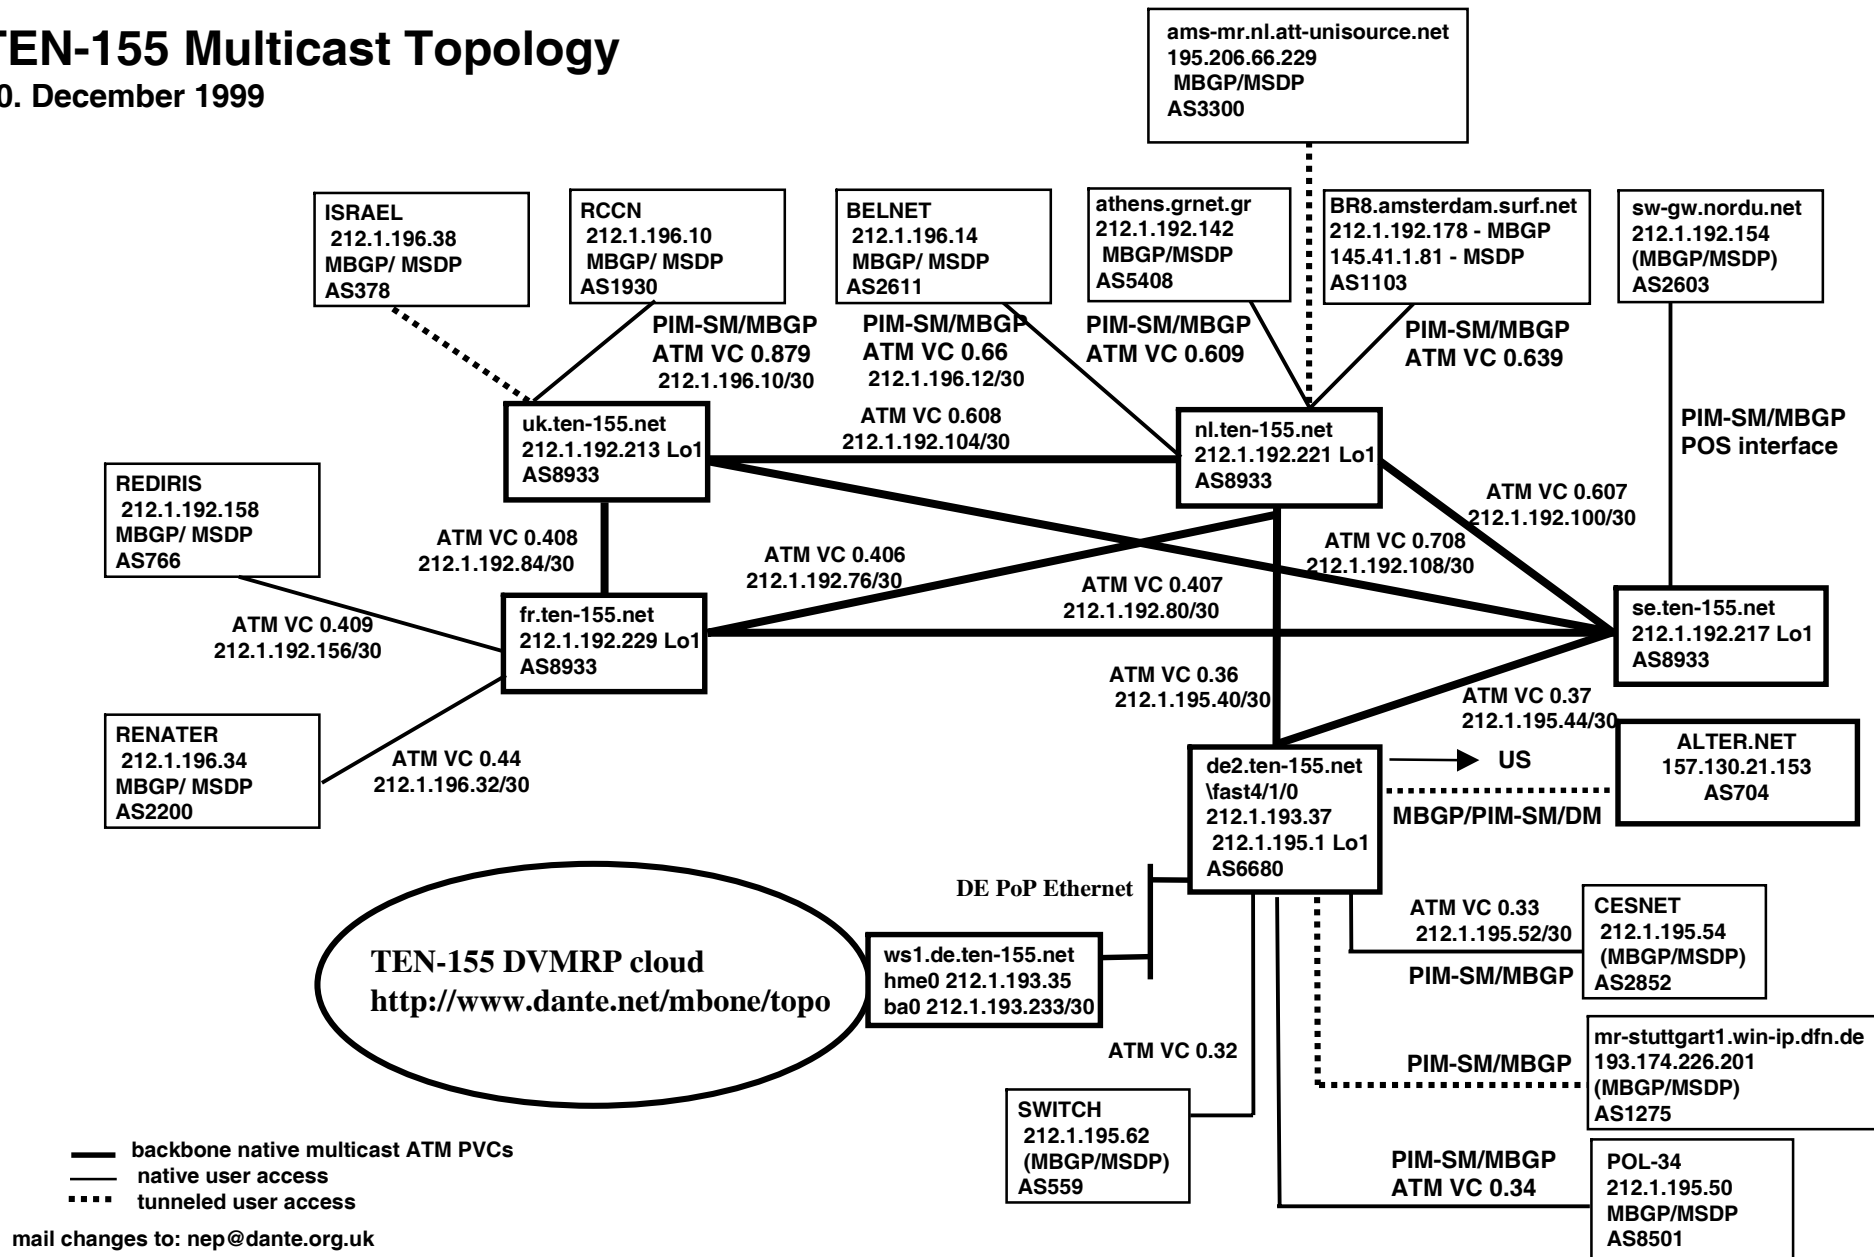 TEN-155 Multicast Topology
0. December 1999
ams-mr.nl.att-unisource.net
195.206.66.229
MBGP/MSDP
AS3300
ISRAEL
212.1.196.38
MBGP/ MSDP
AS378
RCCN
212.1.196.10
MBGP/ MSDP
AS1930
BELNET
212.1.196.14
MBGP/ MSDP
AS2611
athens.grnet.gr
212.1.192.142
MBGP/MSDP
AS5408
BR8.amsterdam.surf.net
212.1.192.178 - MBGP
145.41.1.81 - MSDP
AS1103
sw-gw.nordu.net
212.1.192.154
(MBGP/MSDP)
AS2603
PIM-SM/MBGP
ATM VC 0.879
212.1.196.10/30
PIM-SM/MBGP
ATM VC 0.66
212.1.196.12/30
PIM-SM/MBGP
ATM VC 0.609
PIM-SM/MBGP
ATM VC 0.639
PIM-SM/MBGP
POS interface
uk.ten-155.net
212.1.192.213 Lo1
AS8933
ATM VC 0.608
212.1.192.104/30
nl.ten-155.net
212.1.192.221 Lo1
AS8933
REDIRIS
212.1.192.158
MBGP/ MSDP
AS766
ATM VC 0.408
212.1.192.84/30
ATM VC 0.406
212.1.192.76/30
ATM VC 0.407
212.1.192.80/30
ATM VC 0.708
212.1.192.108/30
ATM VC 0.607
212.1.192.100/30
ATM VC 0.409
212.1.192.156/30
fr.ten-155.net
212.1.192.229 Lo1
AS8933
se.ten-155.net
212.1.192.217 Lo1
AS8933
RENATER
212.1.196.34
MBGP/ MSDP
AS2200
ATM VC 0.44
212.1.196.32/30
ATM VC 0.36
212.1.195.40/30
ATM VC 0.37
212.1.195.44/30
de2.ten-155.net
\fast4/1/0
212.1.193.37
212.1.195.1 Lo1
AS6680
US
MBGP/PIM-SM/DM
ALTER.NET
157.130.21.153
AS704
DE PoP Ethernet
TEN-155 DVMRP cloud
http://www.dante.net/mbone/topo
ws1.de.ten-155.net
hme0 212.1.193.35
ba0 212.1.193.233/30
ATM VC 0.33
212.1.195.52/30
PIM-SM/MBGP
CESNET
212.1.195.54
(MBGP/MSDP)
AS2852
ATM VC 0.32
PIM-SM/MBGP
mr-stuttgart1.win-ip.dfn.de
193.174.226.201
(MBGP/MSDP)
AS1275
SWITCH
212.1.195.62
(MBGP/MSDP)
AS559
PIM-SM/MBGP
ATM VC 0.34
POL-34
212.1.195.50
MBGP/MSDP
AS8501
backbone native multicast ATM PVCs
native user access
tunneled user access
mail changes to: nep@dante.org.uk